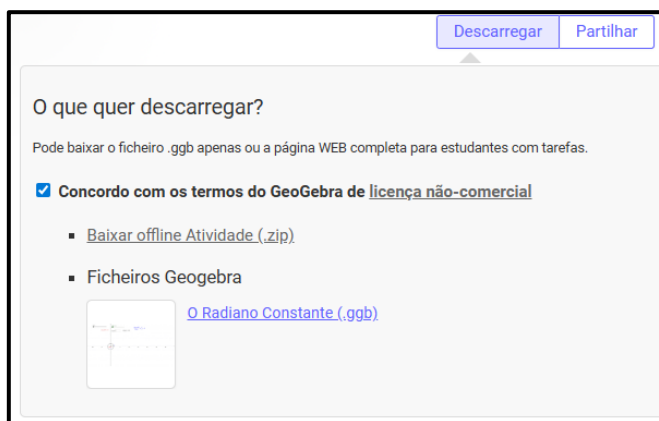 Descarregar Partilhar
O que quer descarregar?
Pode baixar o ficheiro .ggb apenas ou a página WEB completa para estudantes com tarefas.
Concordo com os termos do GeoGebra de licença não-comercial
Baixar offline Atividade (.zip)
Ficheiros Geogebra
O Radiano Constante (.ggb)